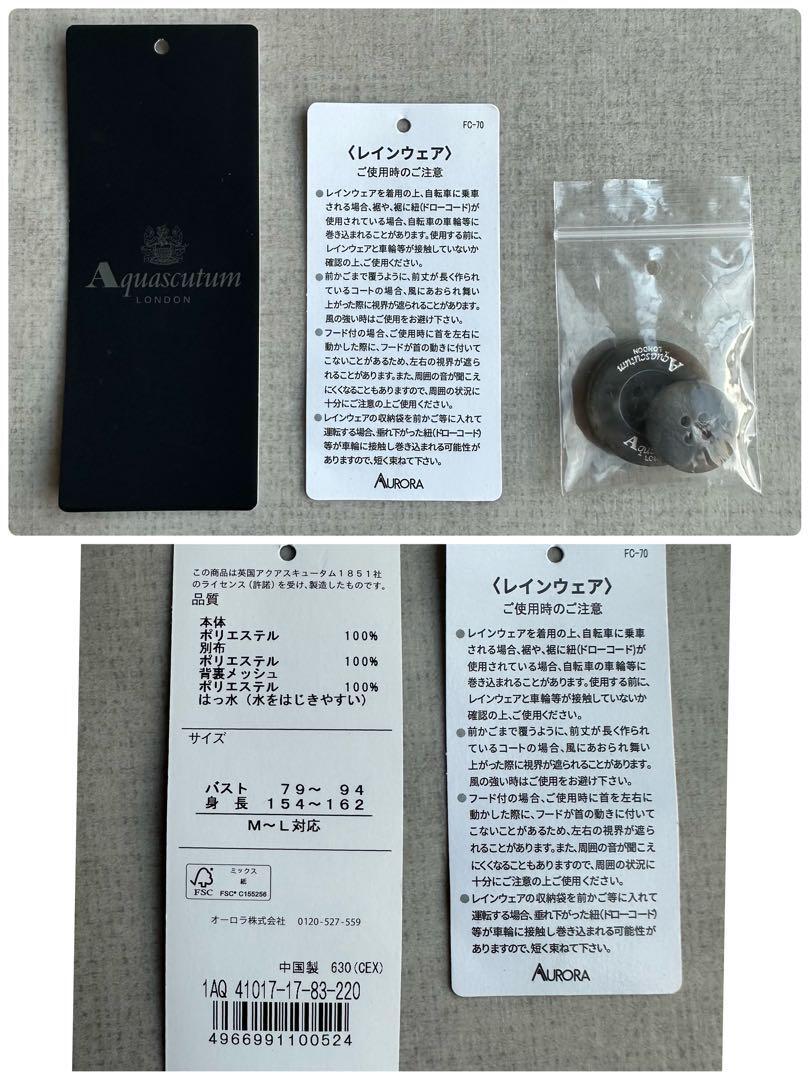 Aquascutum
LONDON
FC-70
〈レインウェア〉
ご使用時のご注意
●レインウェアを着用の上、自転車に乗車
される場合、裾や、裾に紐(ドローコード)が
使用されている場合、自転車の車輪等に
巻き込まれることがあります。使用する前に、
レインウェアと車輪等が接触していないか
確認の上、ご使用ください。
●前かごまで覆うように、前丈が長く作られ
ているコートの場合、風にあおられ舞い
上がった際に視界が遮られることがあります。
風の強い時はご使用をお避け下さい。
●フード付の場合、ご使用時に首を左右に
動かした際に、フードが首の動きに付いて
こないことがあるため、左右の視界が遮ら
れることがあります。また、周囲の音が聞こえ
にくくなることもありますので、周囲の状況に
十分にご注意の上ご使用ください。
●レインウェアの収納袋を前かご等に入れて
運転する場合、垂れ下がった紐(ドローコード)
等が車輪に接触し巻き込まれる可能性が
ありますので、短く束ねて下さい。
AURORA
Aquascutum
LONDON
この商品は英国アクアスキュータム1851社
のライセンス(許諾)を受け、製造したものです。
品質
本体
ポリエステル 100%
別布
ポリエステル 100%
背裏メッシュ
ポリエステル 100%
はっ水(水をはじきやすい)
サイズ
バスト 79～ 94
身長 154～162
M～L対応
FSC
ミックス
紙
FSC® C155256
オーロラ株式会社 0120-527-559
中国製 630(CEX)
1AQ 41017-17-83-220
4966991100524
FC-70
〈レインウェア〉
ご使用時のご注意
●レインウェアを着用の上、自転車に乗車
される場合、裾や、裾に紐(ドローコード)が
使用されている場合、自転車の車輪等に
巻き込まれることがあります。使用する前に、
レインウェアと車輪等が接触していないか
確認の上、ご使用ください。
●前かごまで覆うように、前丈が長く作られ
ているコートの場合、風にあおられ舞い
上がった際に視界が遮られることがあります。
風の強い時はご使用をお避け下さい。
●フード付の場合、ご使用時に首を左右に
動かした際に、フードが首の動きに付いて
こないことがあるため、左右の視界が遮ら
れることがあります。また、周囲の音が聞こえ
にくくなることもありますので、周囲の状況に
十分にご注意の上ご使用ください。
●レインウェアの収納袋を前かご等に入れて
運転する場合、垂れ下がった紐(ドローコード)
等が車輪に接触し巻き込まれる可能性が
ありますので、短く束ねて下さい。
AURORA